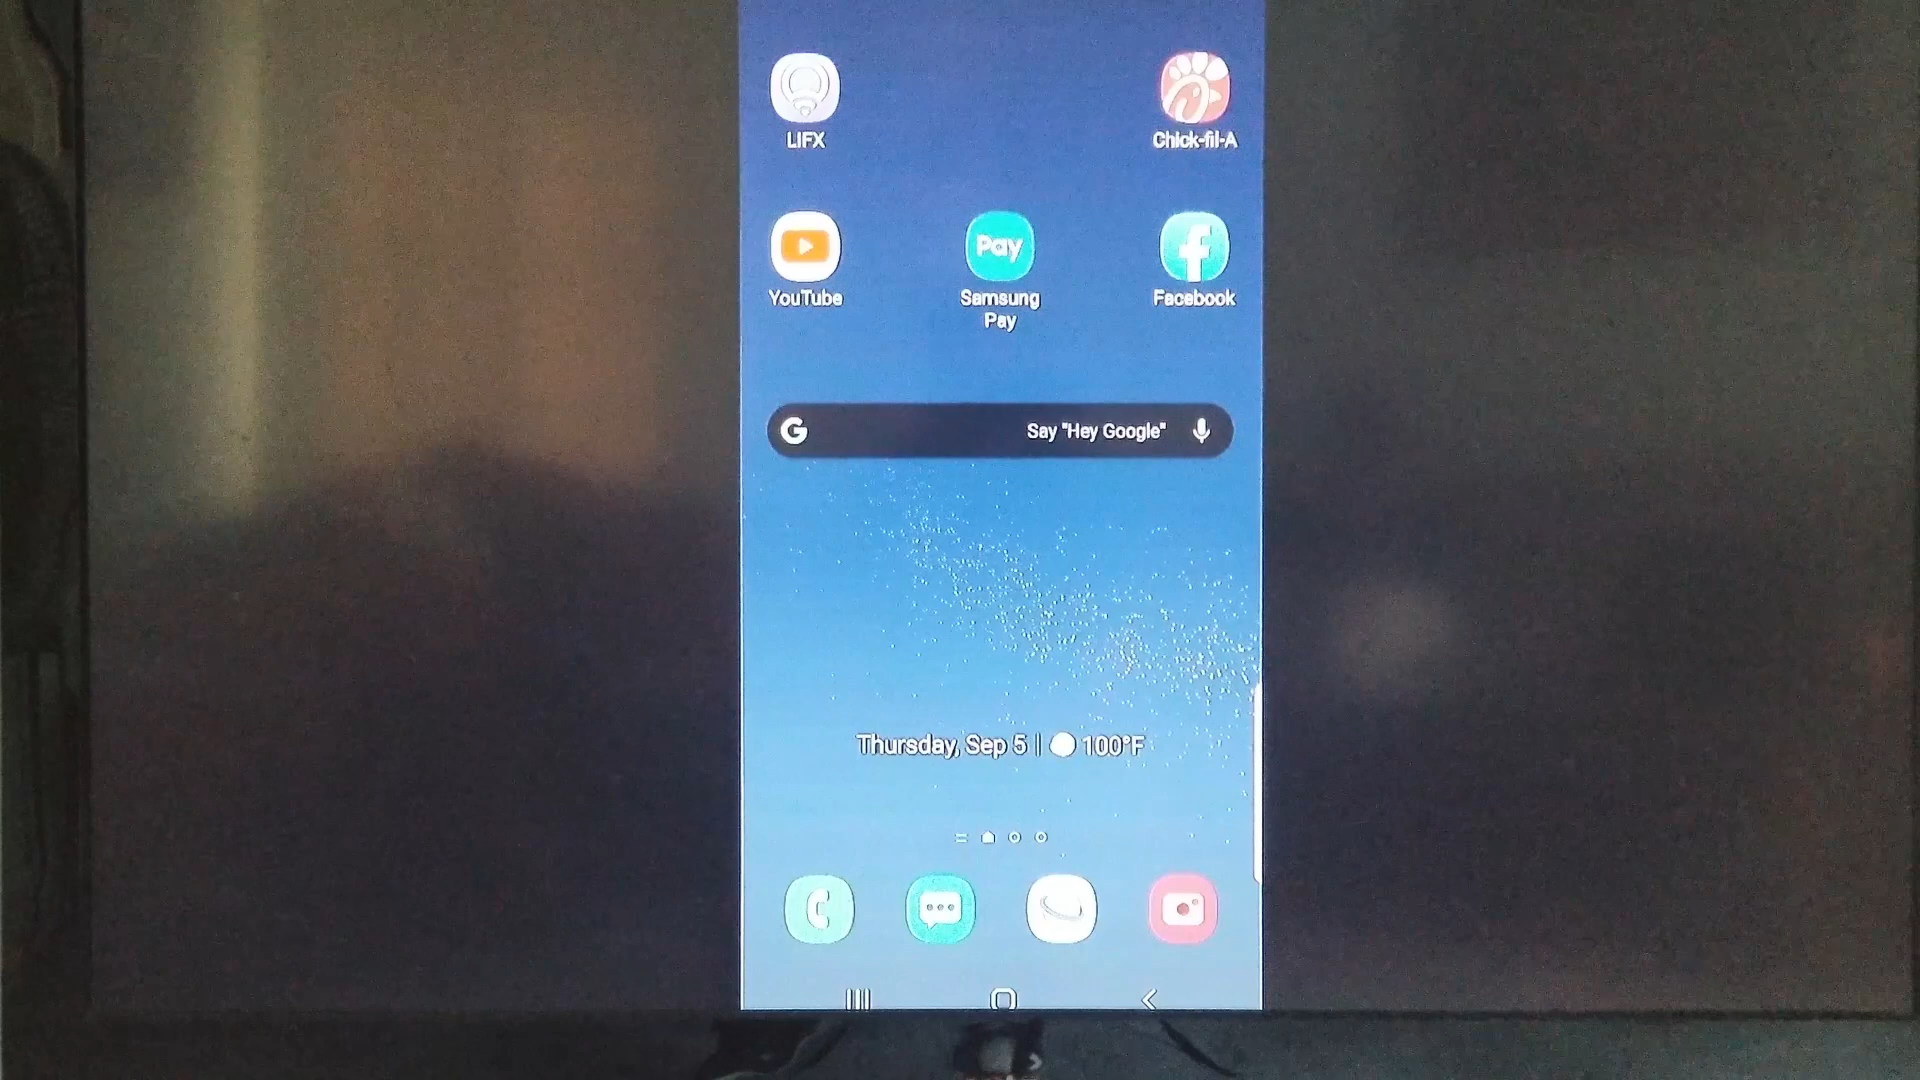 LIFX
Chick-fil-A
YouTube
Pay
Samsung
Pay
Facebook
G
Say "Hey Google"
Thursday, Sep 5 | 100°F